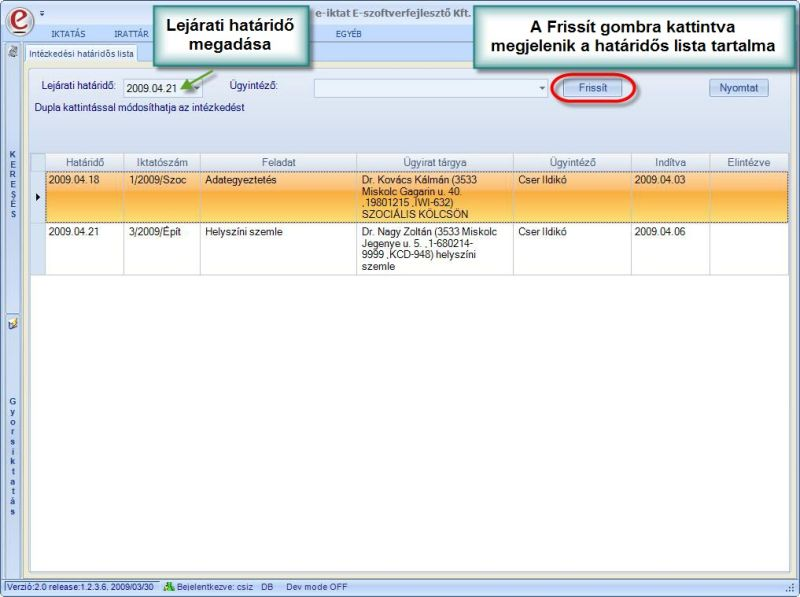 e-iktat E-szoftverfejlesztő Kft.
Lejárati határidő
megadása
A Frissít gombra kattintva
megjelenik a határidős lista tartalma
IKTATÁS IRATTÁR EGYÉB
Intézkedési határidős lista
Lejárati határidő: 2009.04.21 Ügyintéző: Frissít Nyomtat
Dupla kattintással módosíthatja az intézkedést
KERESÉS
Határidő Iktatószám Feladat Ügyirat tárgya Ügyintéző Indítva Elintézve
2009.04.18 1/2009/Szoc Adategyeztetés Dr. Kovács Kálmán (3533 Cser Ildikó 2009.04.03
Miskolc Gagarin u. 40.
,19801215 ,IWI-632)
SZOCIÁLIS KÖLCSÖN
2009.04.21 3/2009/Épít Helyszíni szemle Dr. Nagy Zoltán (3533 Miskolc Cser Ildikó 2009.04.06
Jegenye u. 5. ,1-680214-
9999 ,KCD-948) helyszíni
szemle
Gyorsiktatás
Verzió:2.0 release:1.2.3.6, 2009/03/30 Bejelentkezve: csiz DB Dev mode OFF